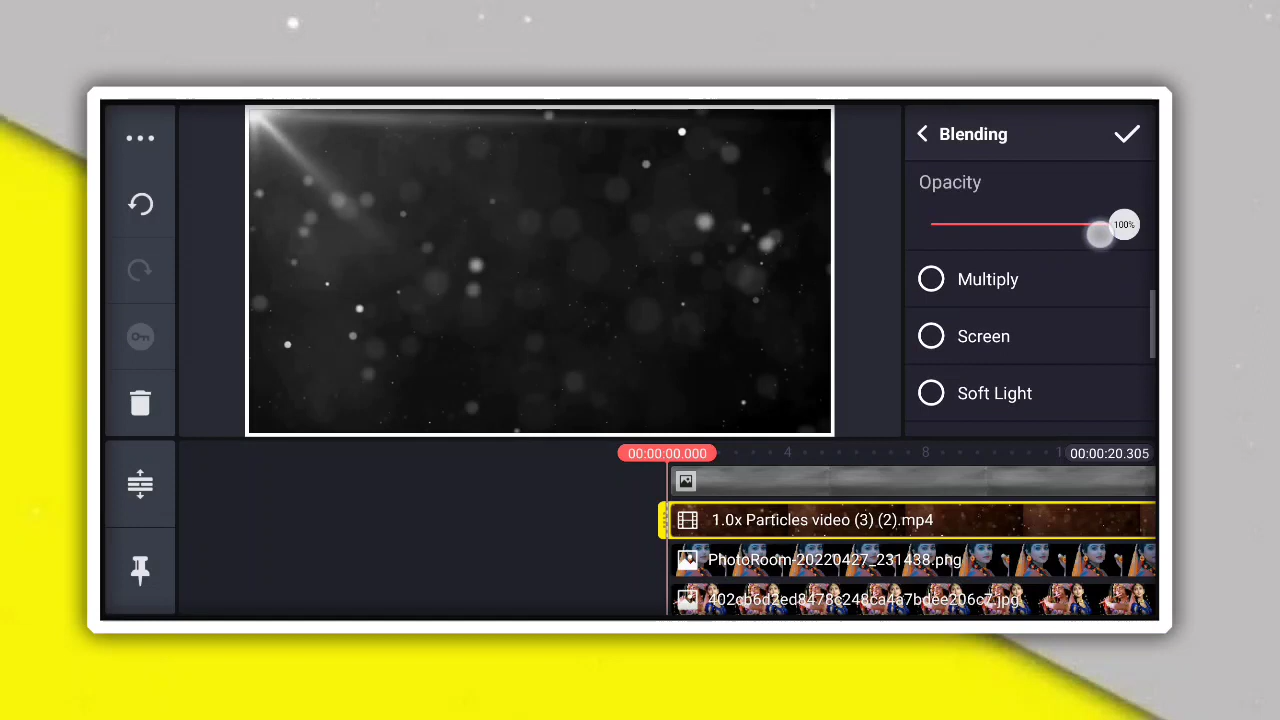 Blending
Opacity
100%
Multiply
Screen
Soft Light
00:00:00.000
4
8
1
00:00:20.305
1.0x Particles video (3) (2).mp4
PhotoRoom-20220427_231438.png
402cb6d2ed8478c248ca4a7bdee206c7.jpg